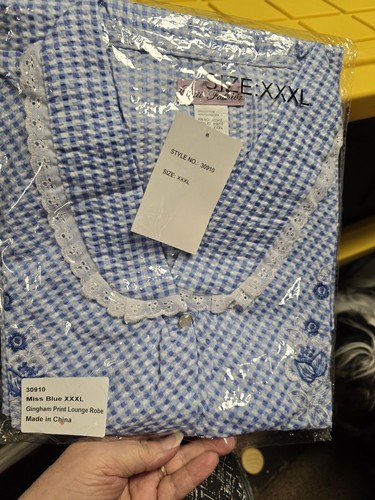 SIZE:XXXL
STYLE NO.: 30910
SIZE: XXXL
30910
Miss Blue XXXL
Gingham Print Lounge Robe
Made in China